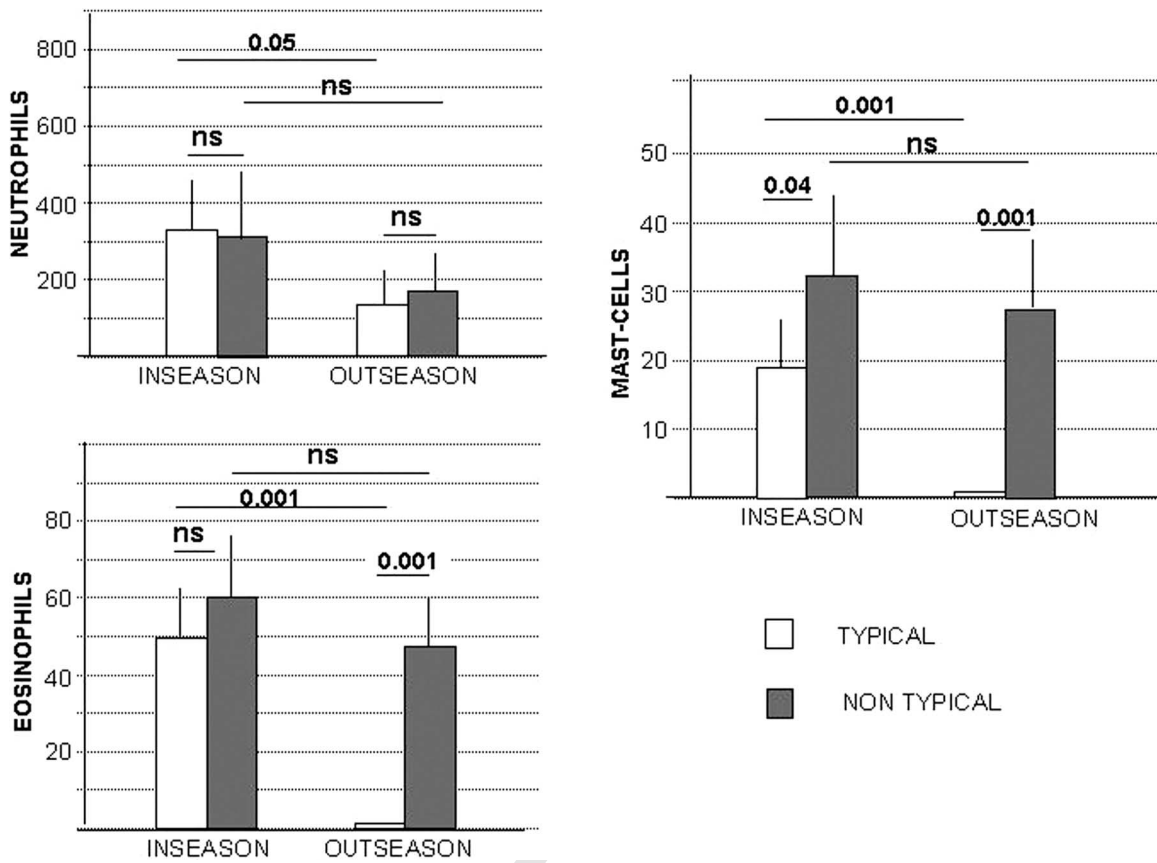 NEUTROPHILS
800
600
400
200
0.05
ns
ns
ns
INSEASON
OUTSEASON
EOSINOPHILS
80
60
40
20
ns
0.001
ns
0.001
INSEASON
OUTSEASON
MAST-CELLS
50
40
30
20
10
0.001
ns
0.04
0.001
INSEASON
OUTSEASON
TYPICAL
NON TYPICAL